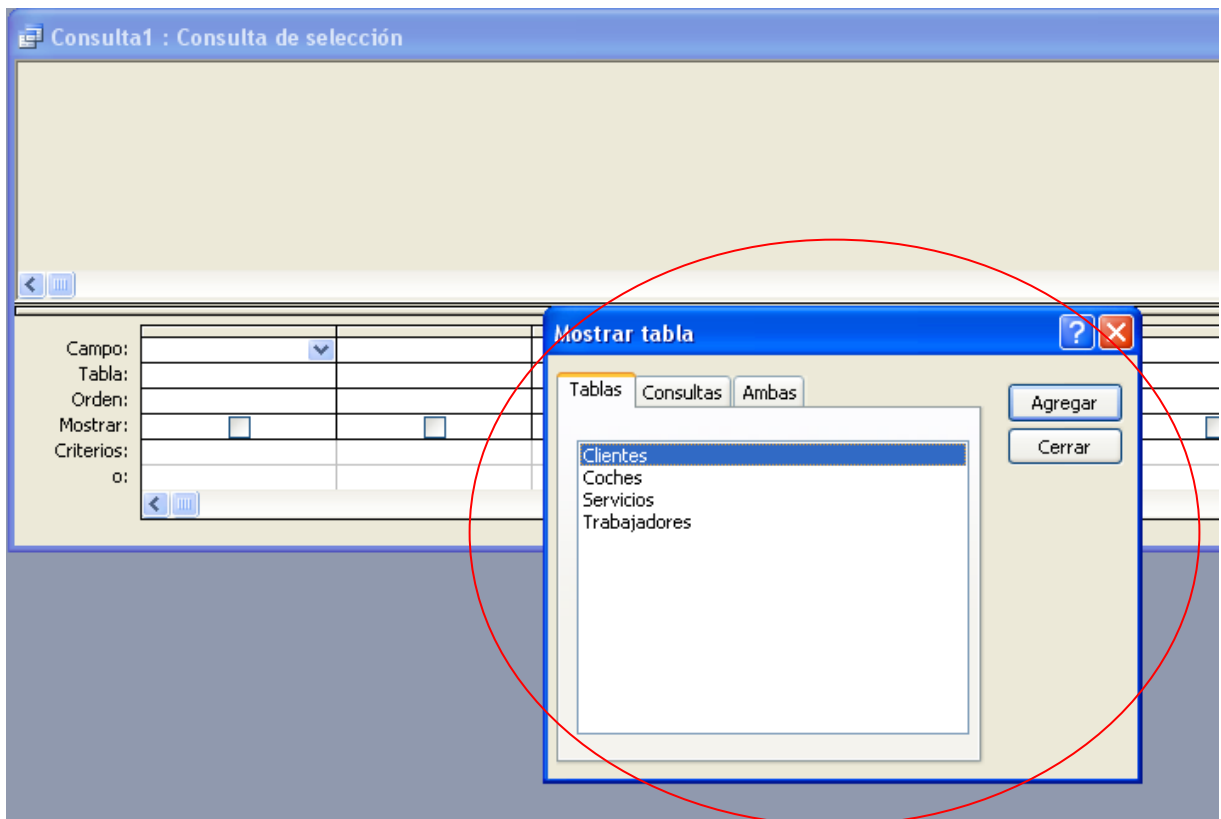 Consulta1 : Consulta de selección
Campo:
Tabla:
Orden:
Mostrar:
Criterios:
o:
Mostrar tabla
Tablas Consultas Ambas
Agregar
Cerrar
Clientes
Coches
Servicios
Trabajadores